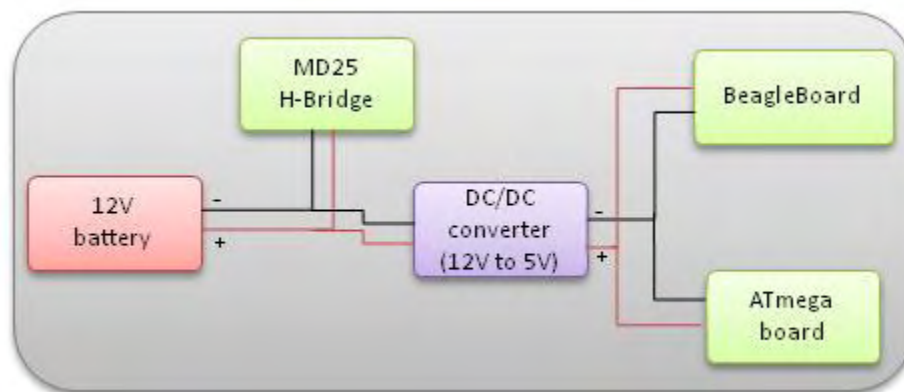 MD25
H-Bridge
BeagleBoard
12V
battery
-
+
DC/DC
converter
(12V to 5V)
-
+
ATmega
board